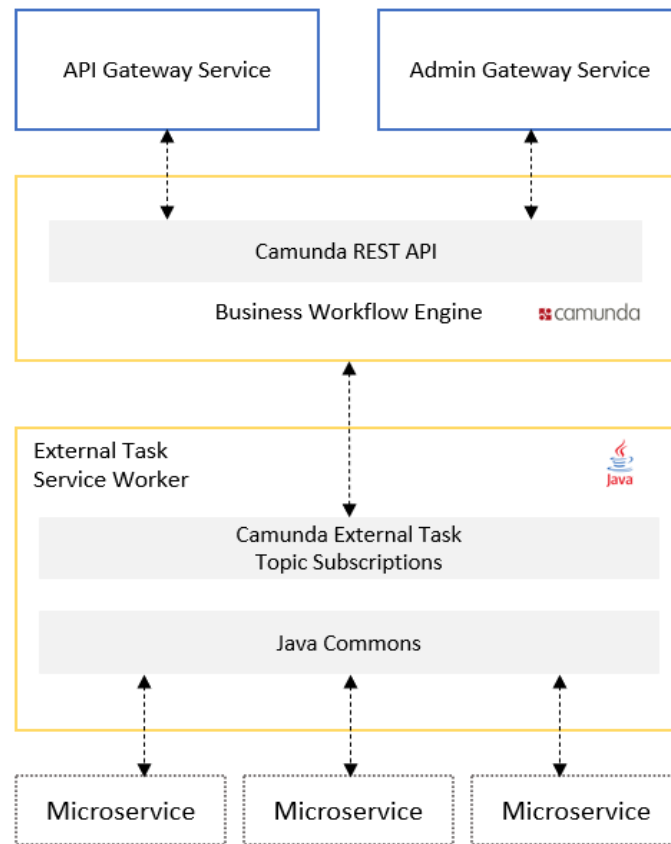 API Gateway Service
Admin Gateway Service
Camunda REST API
Business Workflow Engine
camunda
External Task
Service Worker
Java
Camunda External Task
Topic Subscriptions
Java Commons
Microservice
Microservice
Microservice